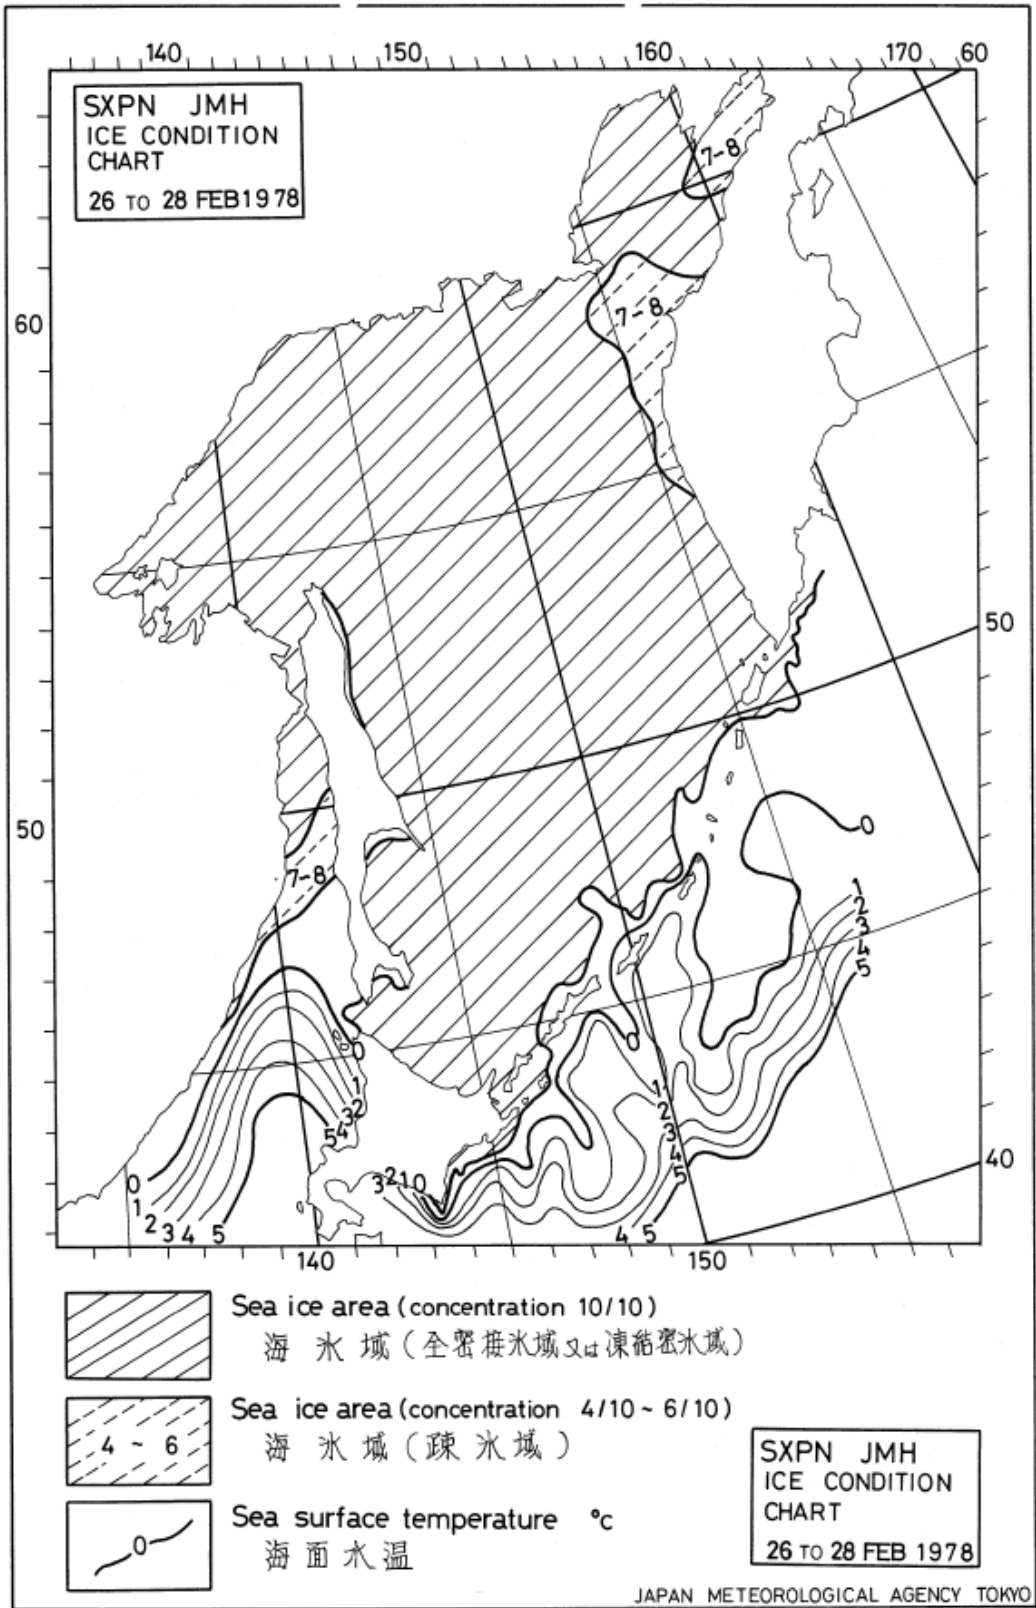 140 150 160 170 60
SXPN JMH
ICE CONDITION
CHART
26 TO 28 FEB 1978
7-8
60
7-8
50
50
0
7-8
1
2
3
4
5
0
0
1
2
3
4
5
1
2
3
4
5
40
0
1
2
3
4
5
3 2 1 0
4 5
140 150
Sea ice area (concentration 10/10)
海 氷 域 (全密接氷域又は凍結密氷域)
4 ~ 6
Sea ice area (concentration 4/10 ~ 6/10)
海 氷 域 (疎 氷 域)
0
Sea surface temperature °c
海 面 水 温
SXPN JMH
ICE CONDITION
CHART
26 TO 28 FEB 1978
JAPAN METEOROLOGICAL AGENCY TOKYO